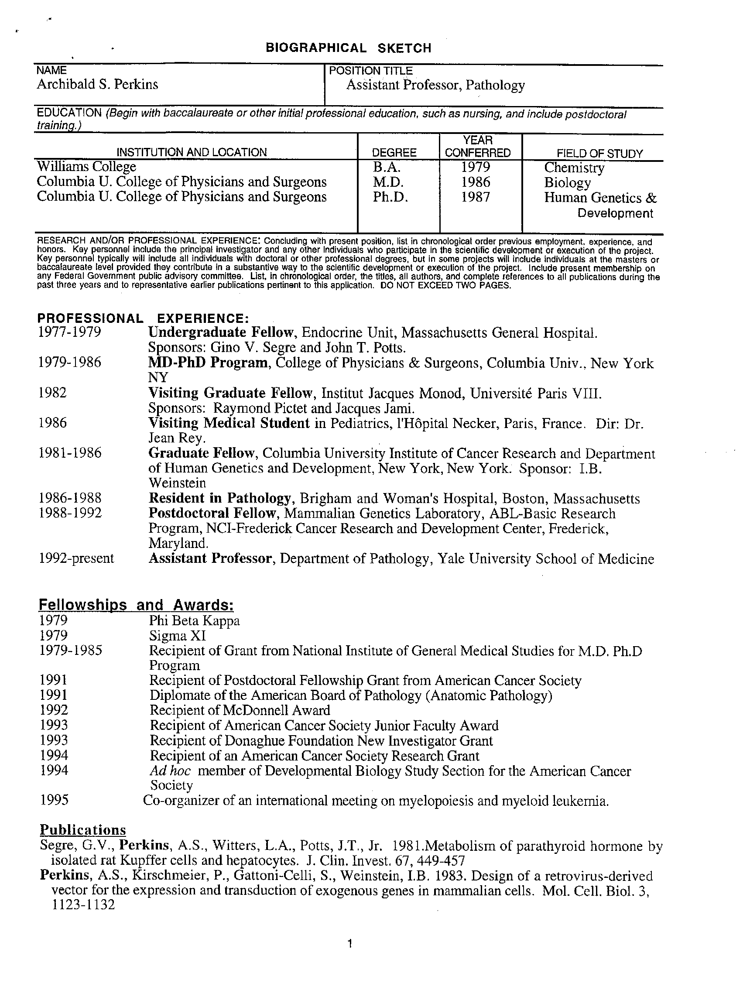 BIOGRAPHICAL SKETCH
NAME
Archibald S. Perkins
POSITION TITLE
Assistant Professor, Pathology
EDUCATION (Begin with baccalaureate or other initial professional education, such as nursing, and include postdoctoral
training.)
INSTITUTION AND LOCATION DEGREE YEAR CONFERRED FIELD OF STUDY
Williams College B.A. 1979 Chemistry
Columbia U. College of Physicians and Surgeons M.D. 1986 Biology
Columbia U. College of Physicians and Surgeons Ph.D. 1987 Human Genetics &
Development
RESEARCH AND/OR PROFESSIONAL EXPERIENCE: Concluding with present position, list in chronological order previous employment, experience, and
honors. Key personnel include the principal investigator and any other individuals who participate in the scientific development or execution of the project.
Key personnel typically will include all individuals with doctoral or other professional degrees, but in some projects will include individuals at the masters or
baccalaureate level provided they contribute in a substantive way to the scientific development or execution of the project. Include present membership on
any Federal Government public advisory committee. List, in chronological order, the titles, all authors, and complete references to all publications during the
past three years and to representative earlier publications pertinent to this application. DO NOT EXCEED TWO PAGES.
PROFESSIONAL EXPERIENCE:
1977-1979 Undergraduate Fellow, Endocrine Unit, Massachusetts General Hospital.
Sponsors: Gino V. Segre and John T. Potts.
1979-1986 MD-PhD Program, College of Physicians & Surgeons, Columbia Univ., New York
NY
1982 Visiting Graduate Fellow, Institut Jacques Monod, Université Paris VIII.
Sponsors: Raymond Pictet and Jacques Jami.
1986 Visiting Medical Student in Pediatrics, l'Hôpital Necker, Paris, France. Dir: Dr.
Jean Rey.
1981-1986 Graduate Fellow, Columbia University Institute of Cancer Research and Department
of Human Genetics and Development, New York, New York. Sponsor: I.B.
Weinstein
1986-1988 Resident in Pathology, Brigham and Woman's Hospital, Boston, Massachusetts
1988-1992 Postdoctoral Fellow, Mammalian Genetics Laboratory, ABL-Basic Research
Program, NCI-Frederick Cancer Research and Development Center, Frederick,
Maryland.
1992-present Assistant Professor, Department of Pathology, Yale University School of Medicine
Fellowships and Awards:
1979 Phi Beta Kappa
1979 Sigma XI
1979-1985 Recipient of Grant from National Institute of General Medical Studies for M.D. Ph.D
Program
1991 Recipient of Postdoctoral Fellowship Grant from American Cancer Society
1991 Diplomate of the American Board of Pathology (Anatomic Pathology)
1992 Recipient of McDonnell Award
1993 Recipient of American Cancer Society Junior Faculty Award
1993 Recipient of Donaghue Foundation New Investigator Grant
1994 Recipient of an American Cancer Society Research Grant
1994 Ad hoc member of Developmental Biology Study Section for the American Cancer
Society
1995 Co-organizer of an international meeting on myelopoiesis and myeloid leukemia.
Publications
Segre, G.V., Perkins, A.S., Witters, L.A., Potts, J.T., Jr. 1981.Metabolism of parathyroid hormone by
isolated rat Kupffer cells and hepatocytes. J. Clin. Invest. 67, 449-457
Perkins, A.S., Kirschmeier, P., Gattoni-Celli, S., Weinstein, I.B. 1983. Design of a retrovirus-derived
vector for the expression and transduction of exogenous genes in mammalian cells. Mol. Cell. Biol. 3,
1123-1132
1